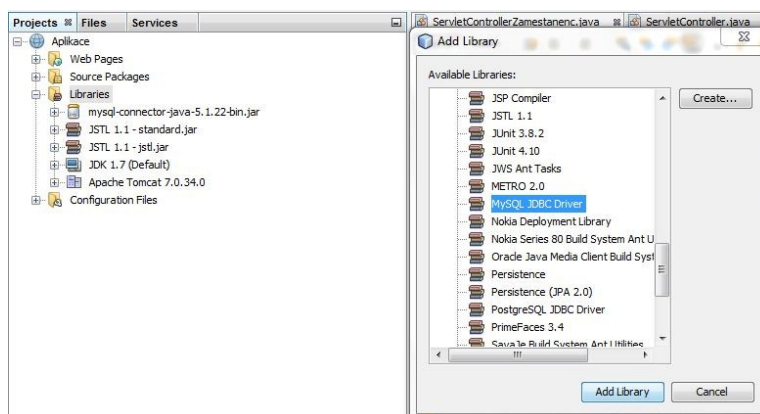 Projects Files Services
Aplikace
Web Pages
Source Packages
Libraries
mysql-connector-java-5.1.22-bin.jar
JSTL 1.1 - standard.jar
JSTL 1.1 - jstl.jar
JDK 1.7 (Default)
Apache Tomcat 7.0.34.0
Configuration Files
ServletControllerZamestanenc.java ServletController.java
Add Library
Available Libraries:
JSP Compiler
JSTL 1.1
JUnit 3.8.2
JUnit 4.10
JWS Ant Tasks
METRO 2.0
MySQL JDBC Driver
Nokia Deployment Library
Nokia Series 80 Build System Ant U
Oracle Java Media Client Build Syst
Persistence
Persistence (JPA 2.0)
PostgreSQL JDBC Driver
PrimeFaces 3.4
SavaJe Build System Ant Utilities
Create...
Add Library Cancel